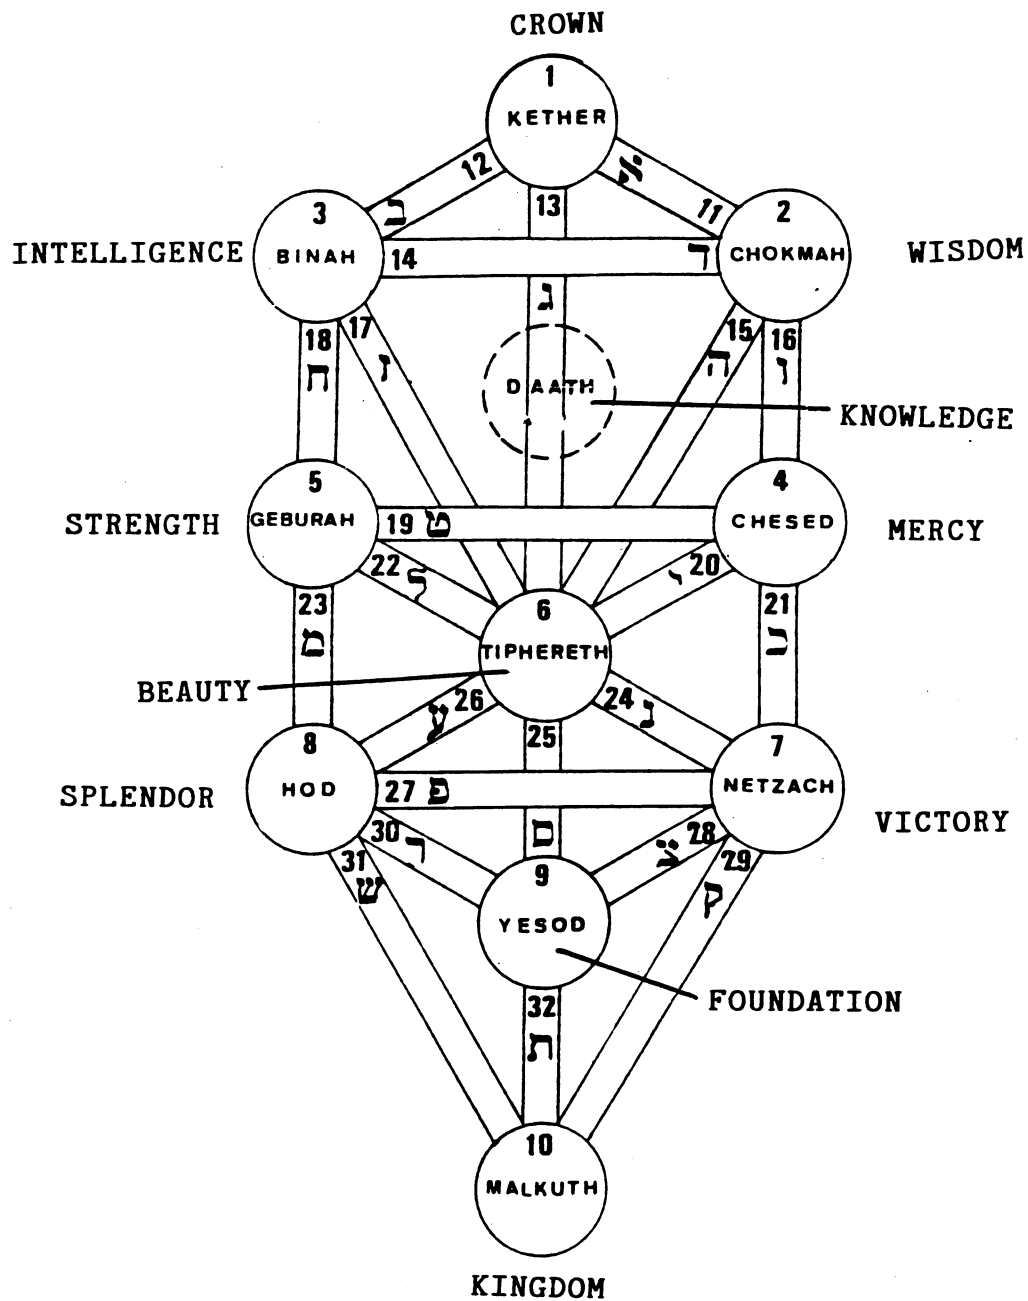 CROWN
1
KETHER
12
א
13
11
ב
3
BINAH
2
CHOKMAH
INTELLIGENCE
WISDOM
14
ד
ג
18
17
15
16
ח
ז
ה
ו
DAATH
KNOWLEDGE
5
GEBURAH
4
CHESED
STRENGTH
MERCY
19 ט
22
20
ל
י
23
21
מ
6
TIPHERETH
BEAUTY
26
24
ע
נ
25
8
HOD
7
NETZACH
SPLENDOR
VICTORY
27 פ
30
28
ר
צ
31
29
ש
ק
9
YESOD
FOUNDATION
32
ת
10
MALKUTH
KINGDOM